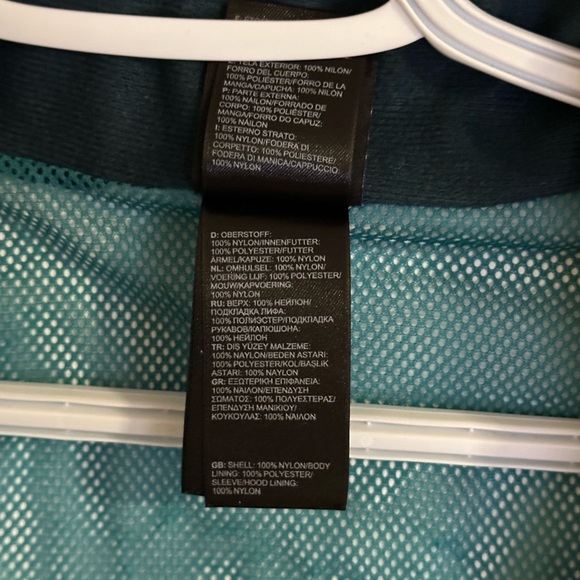 E: TELA EXTERIOR: 100% NILÓN/
FORRO DEL CUERPO:
100% POLIÉSTER/FORRO DE LA
MANGA/CAPUCHA: 100% NILÓN
P: PARTE EXTERNA:
100% NÁILON/FORRADO DE
CORPO: 100% POLIÉSTER/
MANGA/FORRO DO CAPUZ:
100% NÁILON
I: ESTERNO STRATO:
100% NYLON/FODERA DI
CORPETTO: 100% POLIESTERE/
FODERA DI MANICA/CAPPUCCIO:
100% NYLON
D: OBERSTOFF:
100% NYLON/INNENFUTTER:
100% POLYESTER/FUTTER
ÄRMEL/KAPUZE: 100% NYLON
NL: OMHULSEL: 100% NYLON/
VOERING LIJF: 100% POLYESTER/
MOUW/KAPVOERING:
100% NYLON
RU: ВЕРХ: 100% НЕЙЛОН/
ПОДКЛАДКА ЛИФА:
100% ПОЛИЭСТЕР/ПОДКЛАДКА
РУКАВОВ/КАПЮШОНА:
100% НЕЙЛОН
TR: DIŞ YÜZEY MALZEME:
100% NAYLON/BEDEN ASTARI:
100% POLYESTER/KOL/BAŞLIK
ASTARI: 100% NAYLON
GR: ΕΞΩΤΕΡΙΚΗ ΕΠΙΦΑΝΕΙΑ:
100% ΝΑΪΛΟΝ/ΕΠΕΝΔΥΣΗ
ΣΩΜΑΤΟΣ: 100% ΠΟΛΥΕΣΤΕΡΑΣ/
ΕΠΕΝΔΥΣΗ ΜΑΝΙΚΙΟΥ/
ΚΟΥΚΟΥΛΑΣ: 100% ΝΑΪΛΟΝ
GB: SHELL: 100% NYLON/BODY
LINING: 100% POLYESTER/
SLEEVE/HOOD LINING:
100% NYLON